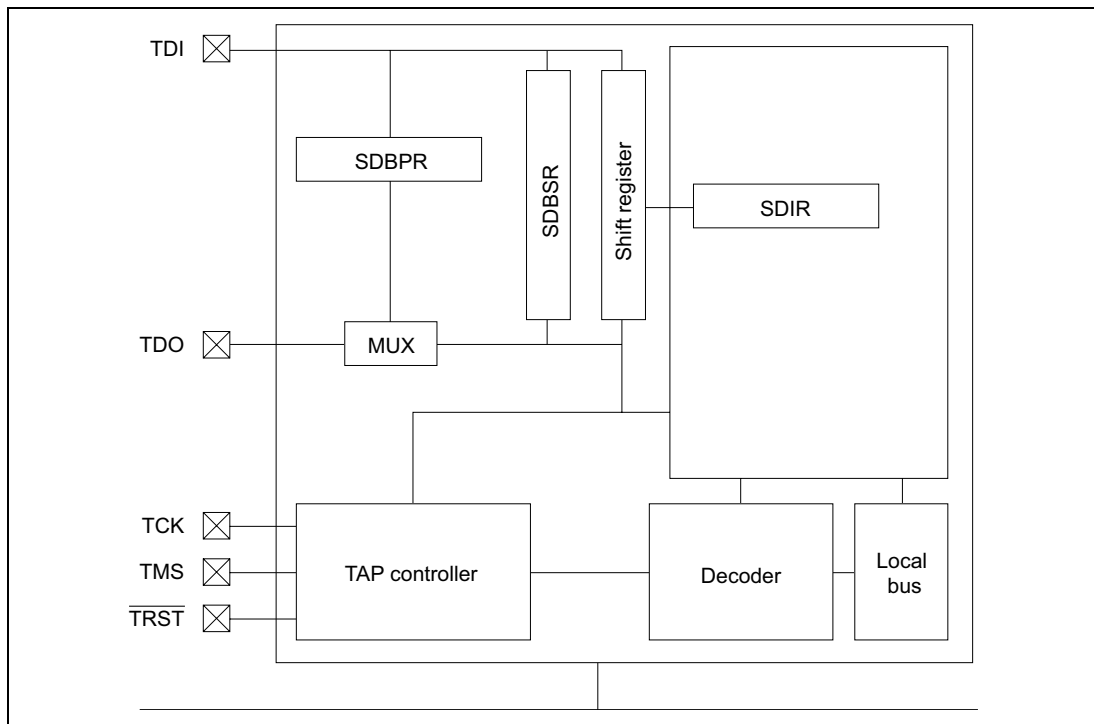 TDI
SDBPR
SDBSR
Shift register
SDIR
TDO
MUX
TCK
TMS
TRST
TAP controller
Decoder
Local
bus